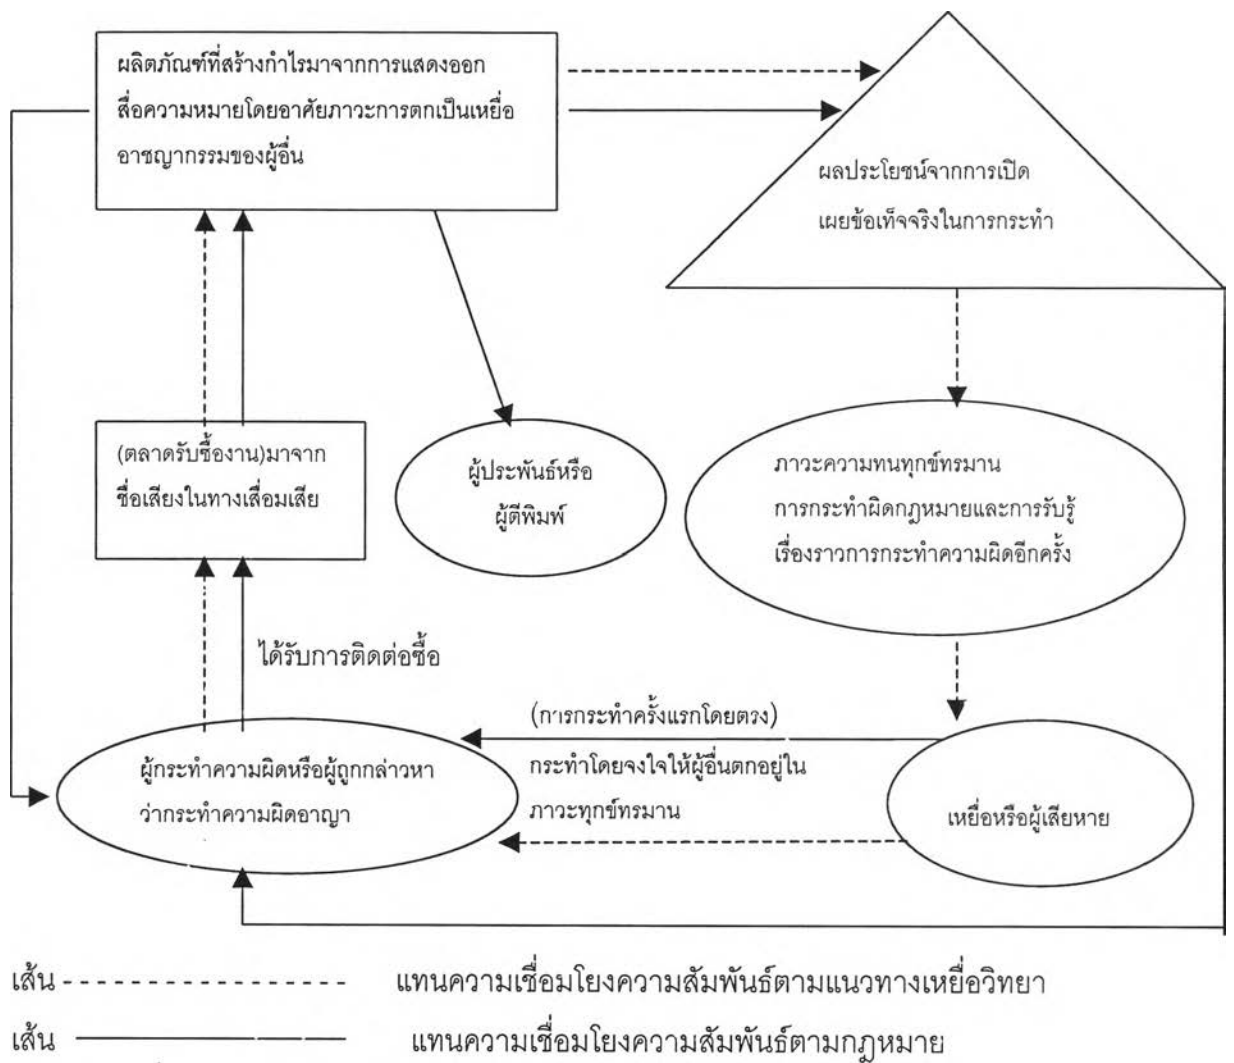 ผลิตภัณฑ์ที่สร้างกำไรมาจากการแสดงออก
สื่อความหมายโดยอาศัยภาวะการตกเป็นเหยื่อ
อาชญากรรมของผู้อื่น
ผลประโยชน์จากการเปิด
เผยข้อเท็จจริงในการกระทำ
(ตลาดรับซื้องาน)มาจาก
ชื่อเสียงในทางเสื่อมเสีย
ผู้ประพันธ์หรือ
ผู้ตีพิมพ์
ภาวะความทนทุกข์ทรมาน
การกระทำผิดกฎหมายและการรับรู้
เรื่องราวการกระทำความผิดอีกครั้ง
ได้รับการติดต่อซื้อ
(การกระทำครั้งแรกโดยตรง)
กระทำโดยจงใจให้ผู้อื่นตกอยู่ใน
ภาวะทุกข์ทรมาน
ผู้กระทำความผิดหรือผู้ถูกกล่าวหา
ว่ากระทำความผิดอาญา
เหยื่อหรือผู้เสียหาย
เส้น แทนความเชื่อมโยงความสัมพันธ์ตามแนวทางเหยื่อวิทยา
เส้น แทนความเชื่อมโยงความสัมพันธ์ตามกฎหมาย